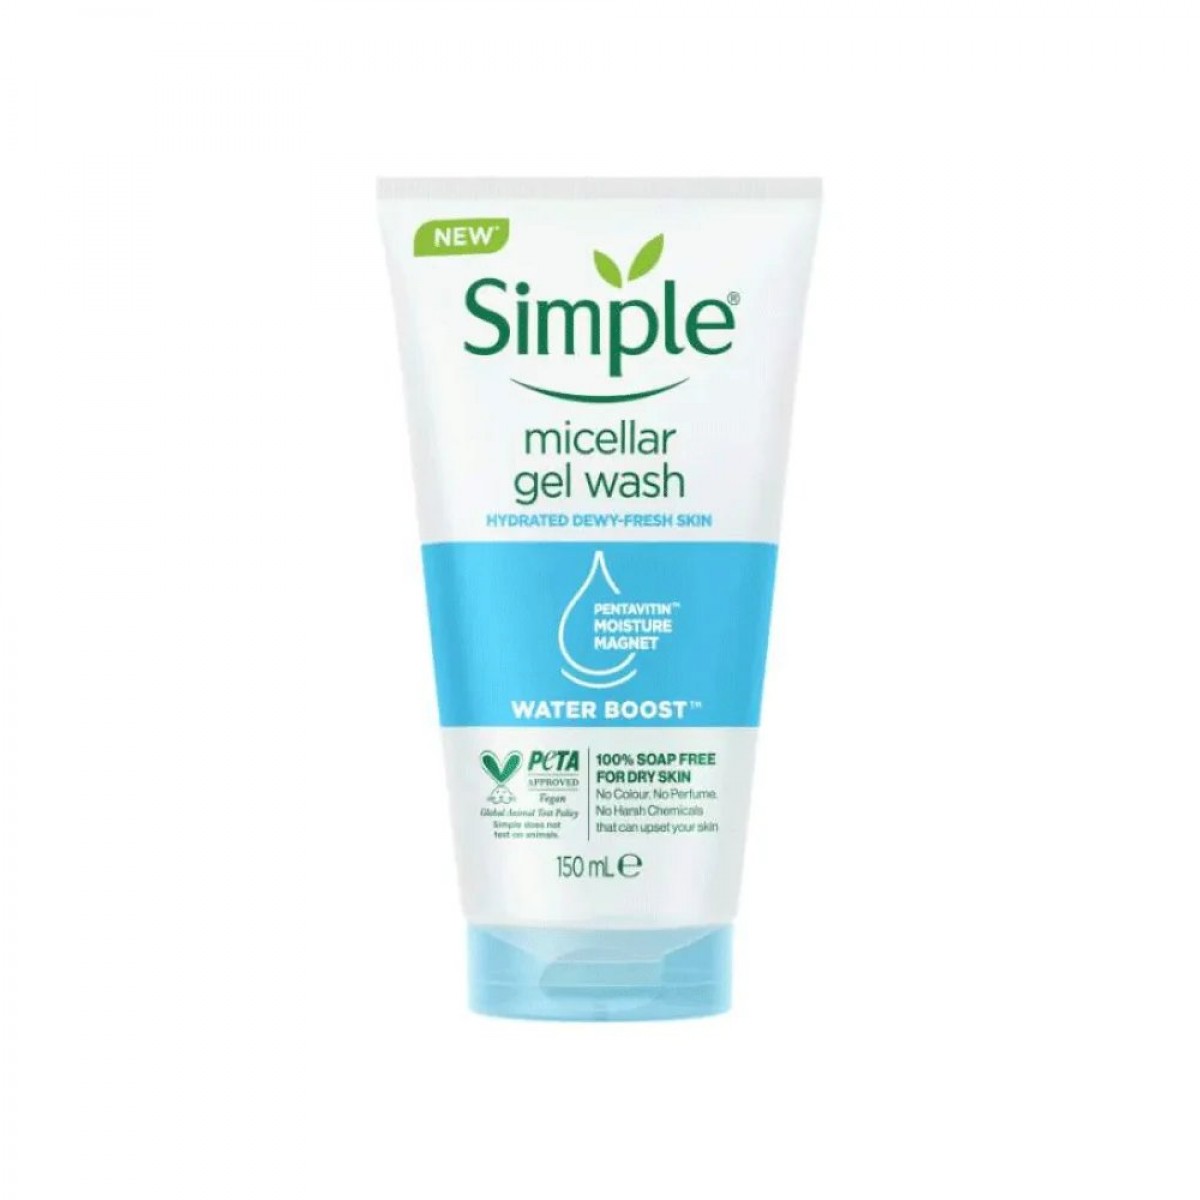 NEW*
Simple®
micellar
gel wash
HYDRATED DEWY-FRESH SKIN
PENTAVITIN™
MOISTURE
MAGNET
WATER BOOST™
PETA
APPROVED
Vegan
Global Animal Test Policy
Simple does not
test on animals.
100% SOAP FREE
FOR DRY SKIN
No Colour, No Perfume,
No Harsh Chemicals
that can upset your skin
150 mL ℮